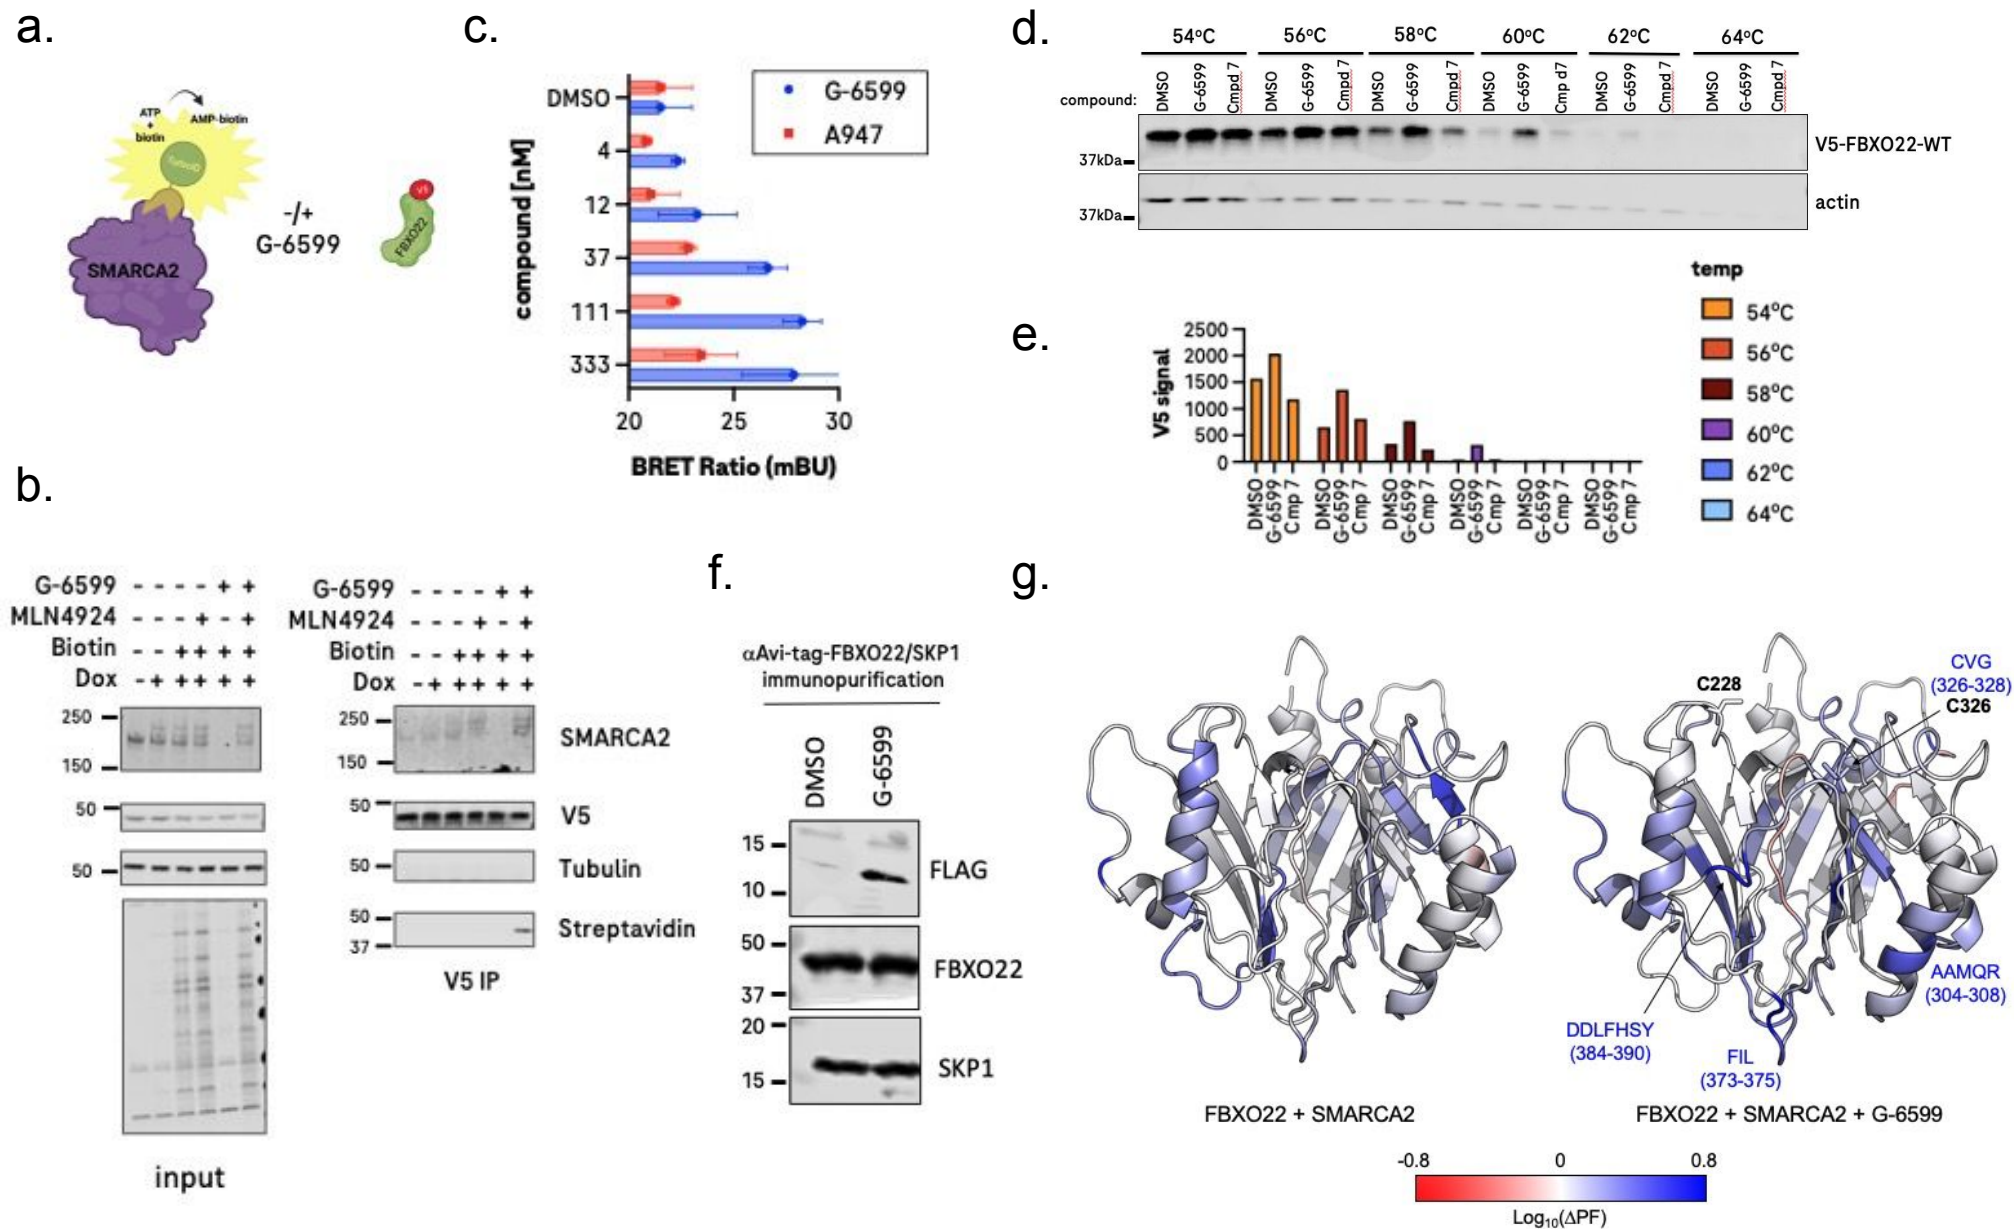 a.
ATP
+
biotin
AMP-biotin
TurboID
SMARCA2
-/+
G-6599
V5
FBXO22
c.
G-6599
A947
compound [nM]
DMSO
4
12
37
111
333
20 25 30
BRET Ratio (mBU)
d.
54°C 56°C 58°C 60°C 62°C 64°C
compound: DMSO G-6599 Cmpd 7 DMSO G-6599 Cmpd 7 DMSO G-6599 Cmpd 7 DMSO G-6599 Cmp d7 DMSO G-6599 Cmpd 7 DMSO G-6599 Cmpd 7
37kDa
V5-FBXO22-WT
37kDa
actin
e.
V5 signal
2500
2000
1500
1000
500
0
DMSO G-6599 Cmp 7 DMSO G-6599 Cmp 7 DMSO G-6599 Cmp 7 DMSO G-6599 Cmp 7 DMSO G-6599 Cmp 7 DMSO G-6599 Cmp 7
temp
54°C
56°C
58°C
60°C
62°C
64°C
b.
G-6599 - - - - + +
MLN4924 - - - + - +
Biotin - - + + + +
Dox - + + + + +
250
150
50
50
input
G-6599 - - - - + +
MLN4924 - - - + - +
Biotin - - + + + +
Dox - + + + + +
250
150
SMARCA2
50
V5
50
Tubulin
50
37
Streptavidin
V5 IP
f.
αAvi-tag-FBXO22/SKP1
immunopurification
DMSO G-6599
15
10
FLAG
50
37
FBXO22
20
15
SKP1
g.
C228
CVG
(326-328)
C326
AAMQR
(304-308)
DDLFHSY
(384-390)
FIL
(373-375)
FBXO22 + SMARCA2
FBXO22 + SMARCA2 + G-6599
-0.8 0 0.8
Log₁₀(ΔPF)